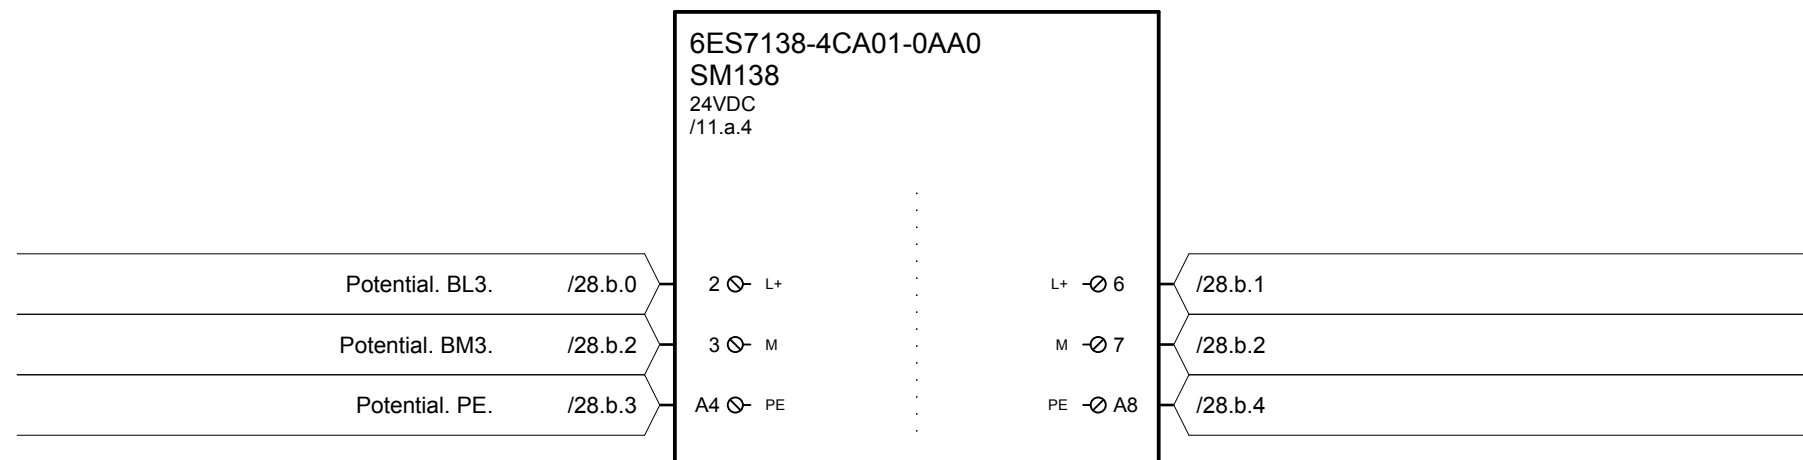 6ES7138-4CA01-0AA0
SM138
24VDC
/11.a.4
Potential. BL3. /28.b.0 2 L+ L+ 6 /28.b.1
Potential. BM3. /28.b.2 3 M M 7 /28.b.2
Potential. PE. /28.b.3 A4 PE PE A8 /28.b.4